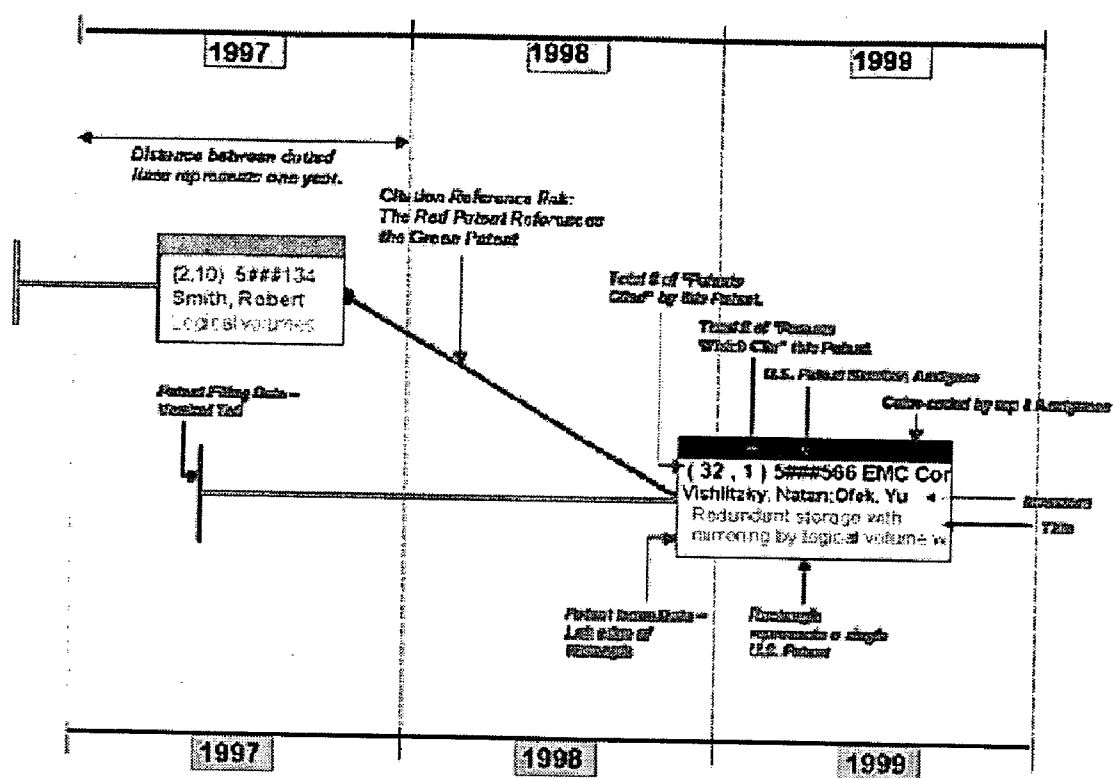 1997
1998
1999
Distance between dotted
lines represents one year.
Citation Reference
The Red Patent References
the Green Patent
(2,10) 5###134
Smith, Robert
Logical volumes
Total # of "Patents
Cited" by this Patent.
Total # of "Patents
Which Cite" this Patent
U.S. Patent Number, Assignee
Patent Filing Date –
Vertical
Color-coded by top Assignees
( 32 , 1 ) 5###566 EMC Cor
Vishlitzky, Natan;Ofek, Yu
Inventors
Redundant storage with
Title
mirroring by logical volume w
Patent Issue Date –
Left edge of
Rectangle
Rectangle
represents a single
U.S. Patent
1997
1998
1999